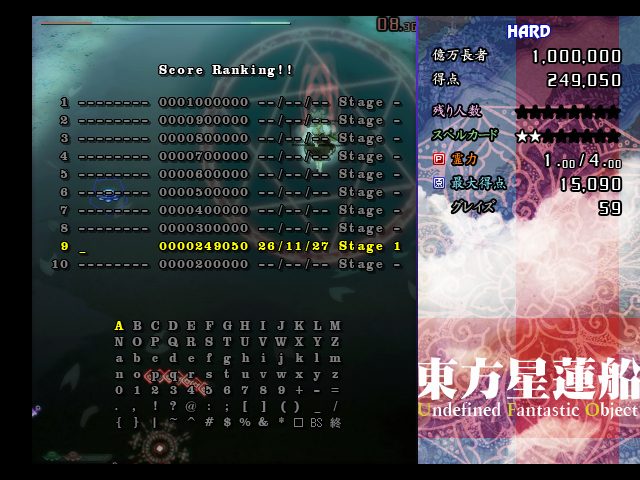 08.36
Score Ranking!!
1 -------- 0001000000 --/--/-- Stage -
2 -------- 0000900000 --/--/-- Stage -
3 -------- 0000800000 --/--/-- Stage -
4 -------- 0000700000 --/--/-- Stage -
5 -------- 0000600000 --/--/-- Stage -
6 -------- 0000500000 --/--/-- Stage -
7 -------- 0000400000 --/--/-- Stage -
8 -------- 0000300000 --/--/-- Stage -
9 _ 0000249050 26/11/27 Stage 1
10 -------- 0000200000 --/--/-- Stage -
A B C D E F G H I J K L M
N O P Q R S T U V W X Y Z
a b c d e f g h i j k l m
n o p q r s t u v w x y z
0 1 2 3 4 5 6 7 8 9 + - =
. , ! ? @ : ; [ ] ( ) _ /
{ } | ~ ^ # $ % & * □ BS 終
HARD
億万長者 1,000,000
得点 249,050
残り人数
スペルカード ★★
P 霊力 1.00/4.00
点 最大得点 15,090
グレイズ 59
東方星蓮船
Undefined Fantastic Object